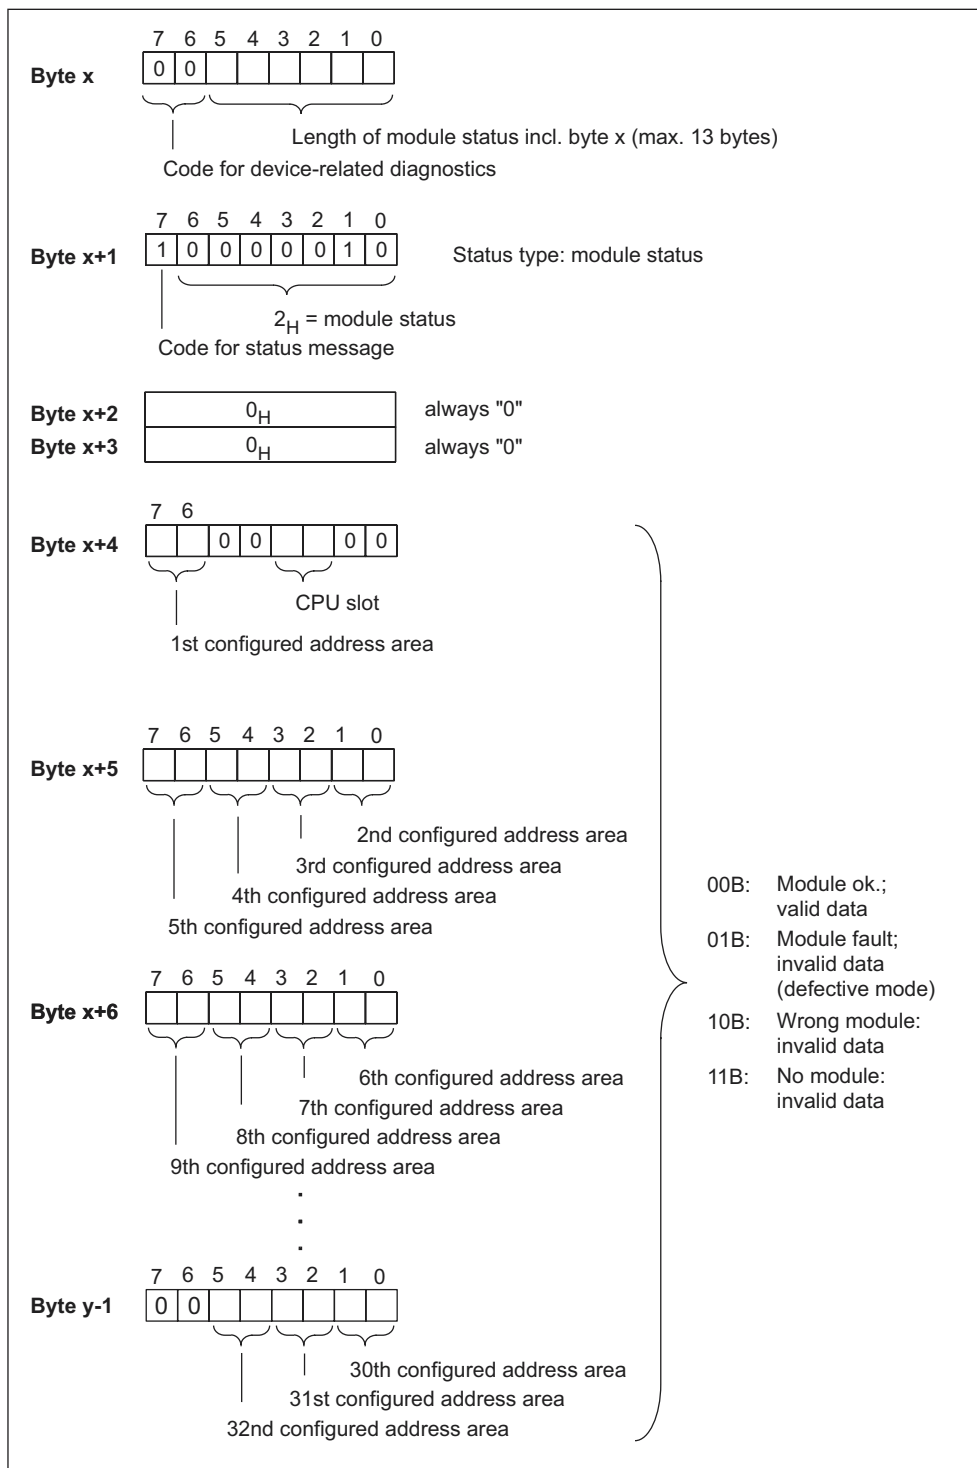 7 6 5 4 3 2 1 0
Byte x 0 0
Length of module status incl. byte x (max. 13 bytes)
Code for device-related diagnostics
7 6 5 4 3 2 1 0
Byte x+1 1 0 0 0 0 0 1 0 Status type: module status
2H = module status
Code for status message
Byte x+2 0H always "0"
Byte x+3 0H always "0"
7 6
Byte x+4 0 0 0 0
CPU slot
1st configured address area
7 6 5 4 3 2 1 0
Byte x+5
2nd configured address area
3rd configured address area
4th configured address area
5th configured address area
7 6 5 4 3 2 1 0
Byte x+6
6th configured address area
7th configured address area
8th configured address area
9th configured address area
.
.
.
7 6 5 4 3 2 1 0
Byte y-1 0 0
30th configured address area
31st configured address area
32nd configured address area
00B: Module ok.;
valid data
01B: Module fault;
invalid data
(defective mode)
10B: Wrong module:
invalid data
11B: No module:
invalid data